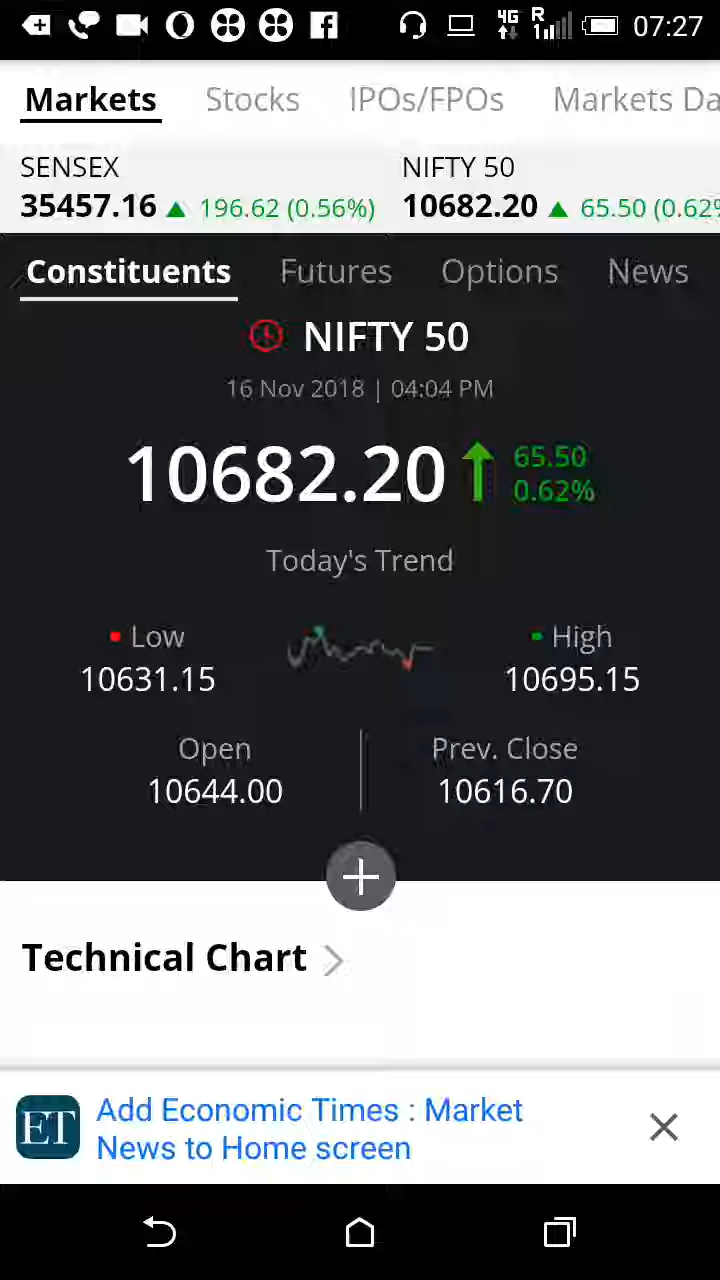 4G R 1 07:27
Markets Stocks IPOs/FPOs Markets Da
SENSEX NIFTY 50
35457.16 196.62 (0.56%) 10682.20 65.50 (0.62%
Constituents Futures Options News
NIFTY 50
16 Nov 2018 | 04:04 PM
10682.20 65.50
0.62%
Today's Trend
Low High
10631.15 10695.15
Open Prev. Close
10644.00 10616.70
Technical Chart
ET Add Economic Times : Market
News to Home screen